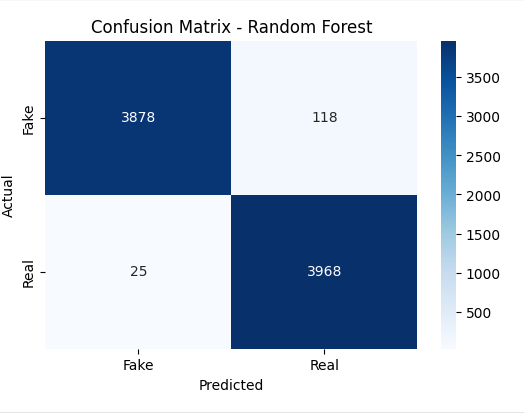 Confusion Matrix - Random Forest
Actual
Fake
3878
118
Real
25
3968
Fake
Real
Predicted
3500
3000
2500
2000
1500
1000
500